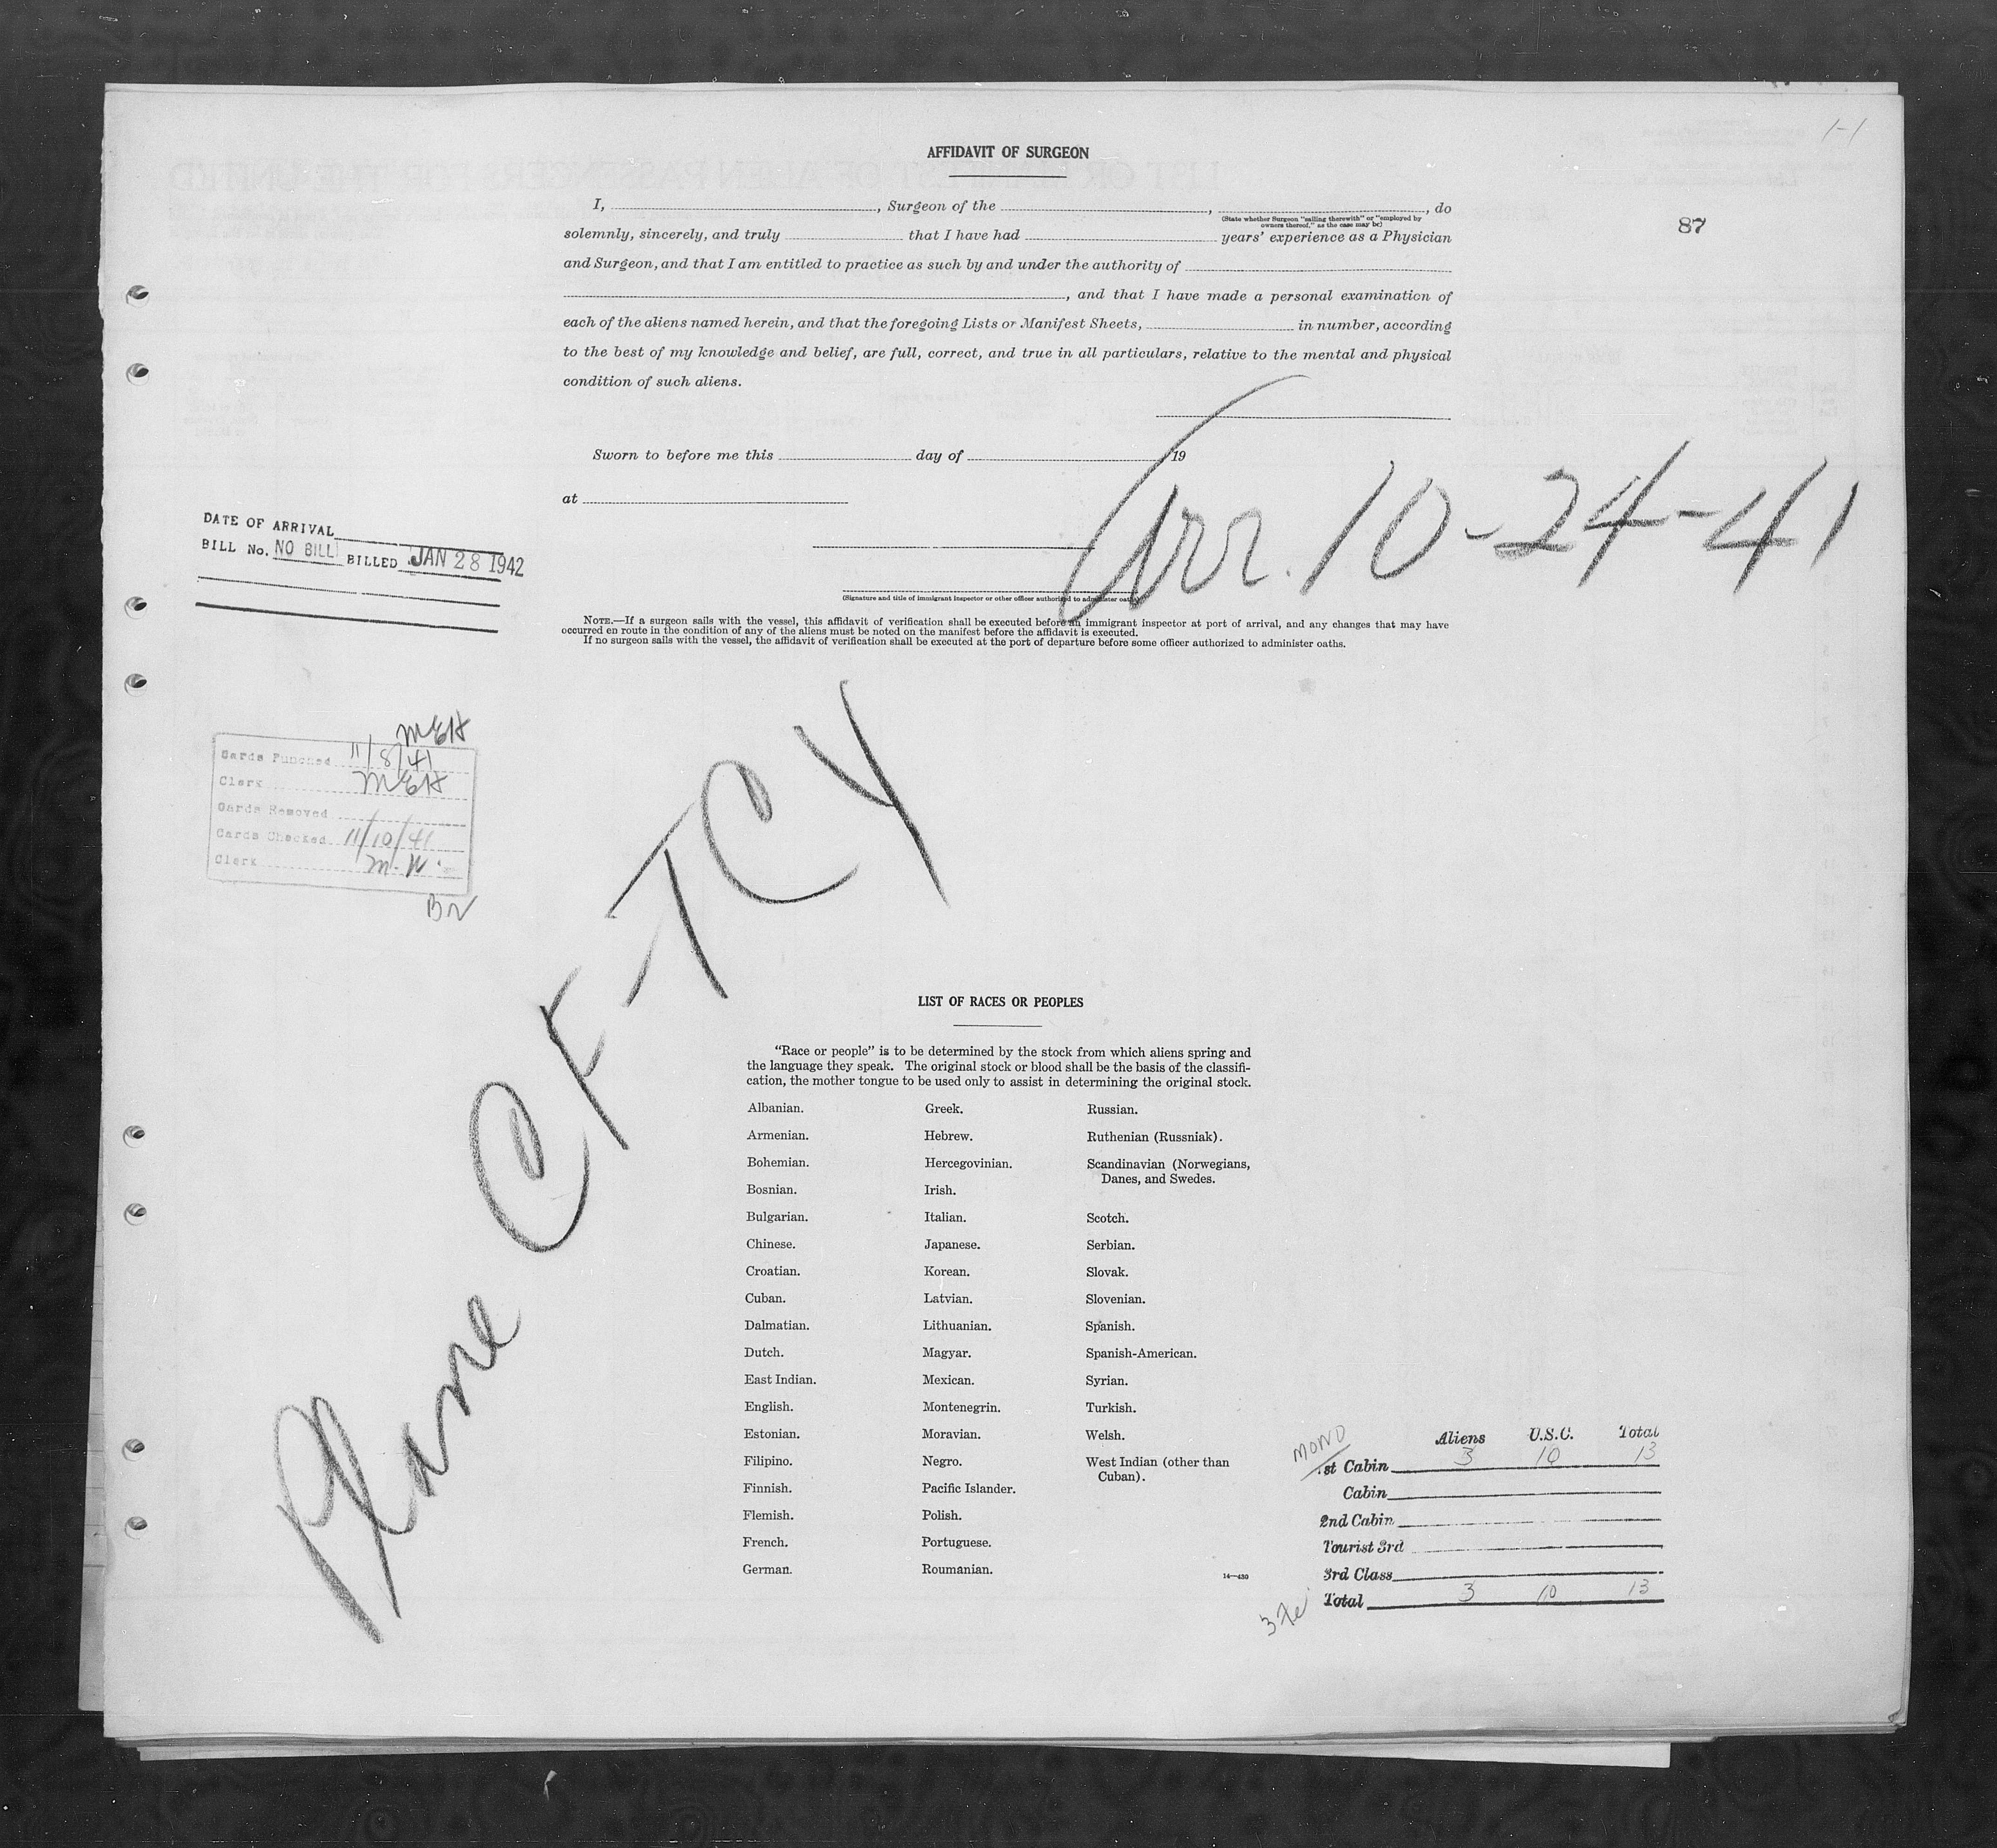 1-1
AFFIDAVIT OF SURGEON
87
I, , Surgeon of the , , do
(State whether Surgeon "sailing therewith" or "employed by
owners thereof," as the case may be)
solemnly, sincerely, and truly that I have had years' experience as a Physician
and Surgeon, and that I am entitled to practice as such by and under the authority of
, and that I have made a personal examination of
each of the aliens named herein, and that the foregoing Lists or Manifest Sheets, in number, according
to the best of my knowledge and belief, are full, correct, and true in all particulars, relative to the mental and physical
condition of such aliens.
Sworn to before me this day of 19
at
Arr. 10-24-41
DATE OF ARRIVAL
BILL No. NO BILL BILLED JAN 28 1942
(Signature and title of immigrant inspector or other officer authorized to administer oaths)
NOTE.—If a surgeon sails with the vessel, this affidavit of verification shall be executed before an immigrant inspector at port of arrival, and any changes that may have
occurred en route in the condition of any of the aliens must be noted on the manifest before the affidavit is executed.
If no surgeon sails with the vessel, the affidavit of verification shall be executed at the port of departure before some officer authorized to administer oaths.
MEH
Cards Punched 11/8/41
Clerk MEH
Cards Removed
Cards Checked 11/10/41
Clerk M.W.
Plane CF-TCY
LIST OF RACES OR PEOPLES
"Race or people" is to be determined by the stock from which aliens spring and
the language they speak. The original stock or blood shall be the basis of the classifi-
cation, the mother tongue to be used only to assist in determining the original stock.
Albanian.
Armenian.
Bohemian.
Bosnian.
Bulgarian.
Chinese.
Croatian.
Cuban.
Dalmatian.
Dutch.
East Indian.
English.
Estonian.
Filipino.
Finnish.
Flemish.
French.
German.
Greek.
Hebrew.
Hercegovinian.
Irish.
Italian.
Japanese.
Korean.
Latvian.
Lithuanian.
Magyar.
Mexican.
Montenegrin.
Moravian.
Negro.
Pacific Islander.
Polish.
Portuguese.
Roumanian.
Russian.
Ruthenian (Russniak).
Scandinavian (Norwegians,
Danes, and Swedes.
Scotch.
Serbian.
Slovak.
Slovenian.
Spanish.
Spanish-American.
Syrian.
Turkish.
Welsh.
West Indian (other than
Cuban).
14—430
MONO
Aliens U.S.C. Total
1st Cabin 3 10 13
Cabin
2nd Cabin
Tourist 3rd
3rd Class
Total 3 10 13